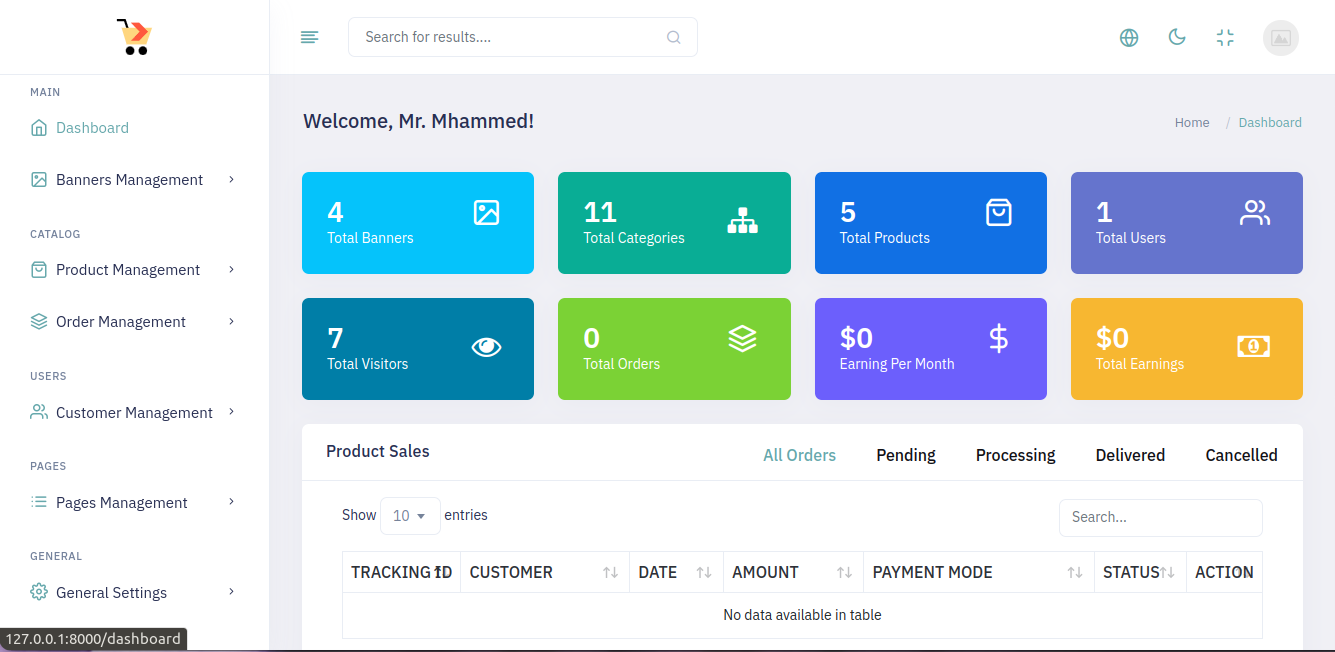 Search for results....
MAIN
Dashboard
Banners Management
CATALOG
Product Management
Order Management
USERS
Customer Management
PAGES
Pages Management
GENERAL
General Settings
127.0.0.1:8000/dashboard
Welcome, Mr. Mhammed!
Home / Dashboard
4
Total Banners
11
Total Categories
5
Total Products
1
Total Users
7
Total Visitors
0
Total Orders
$0
Earning Per Month
$0
Total Earnings
Product Sales
All Orders Pending Processing Delivered Cancelled
Show 10 entries
Search...
TRACKING ID CUSTOMER DATE AMOUNT PAYMENT MODE STATUS ACTION
No data available in table